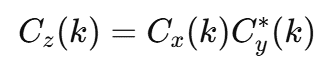 C_z(k) = C_x(k)C_y^*(k)